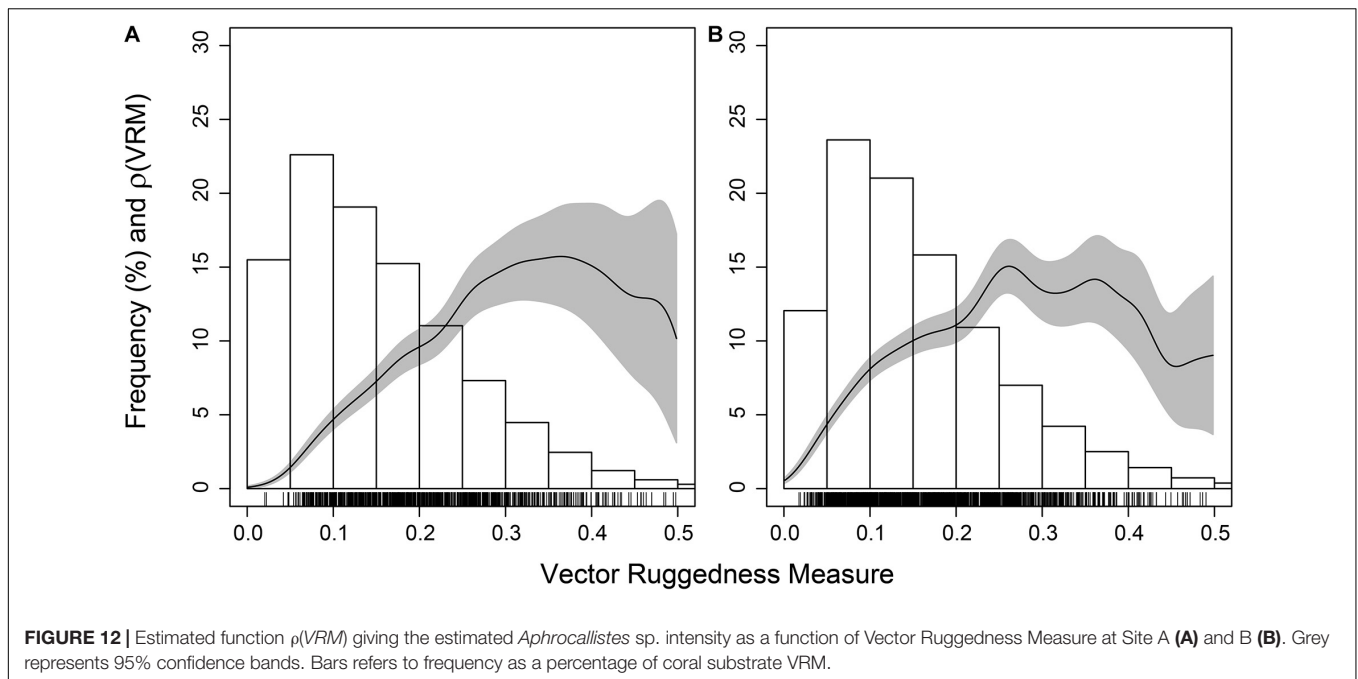 A
B
30
25
20
15
10
5
0
Frequency (%) and ρ(VRM)
30
25
20
15
10
5
0
0.0 0.1 0.2 0.3 0.4 0.5
0.0 0.1 0.2 0.3 0.4 0.5
Vector Ruggedness Measure
FIGURE 12 | Estimated function ρ(VRM) giving the estimated Aphrocallistes sp. intensity as a function of Vector Ruggedness Measure at Site A (A) and B (B). Grey
represents 95% confidence bands. Bars refers to frequency as a percentage of coral substrate VRM.